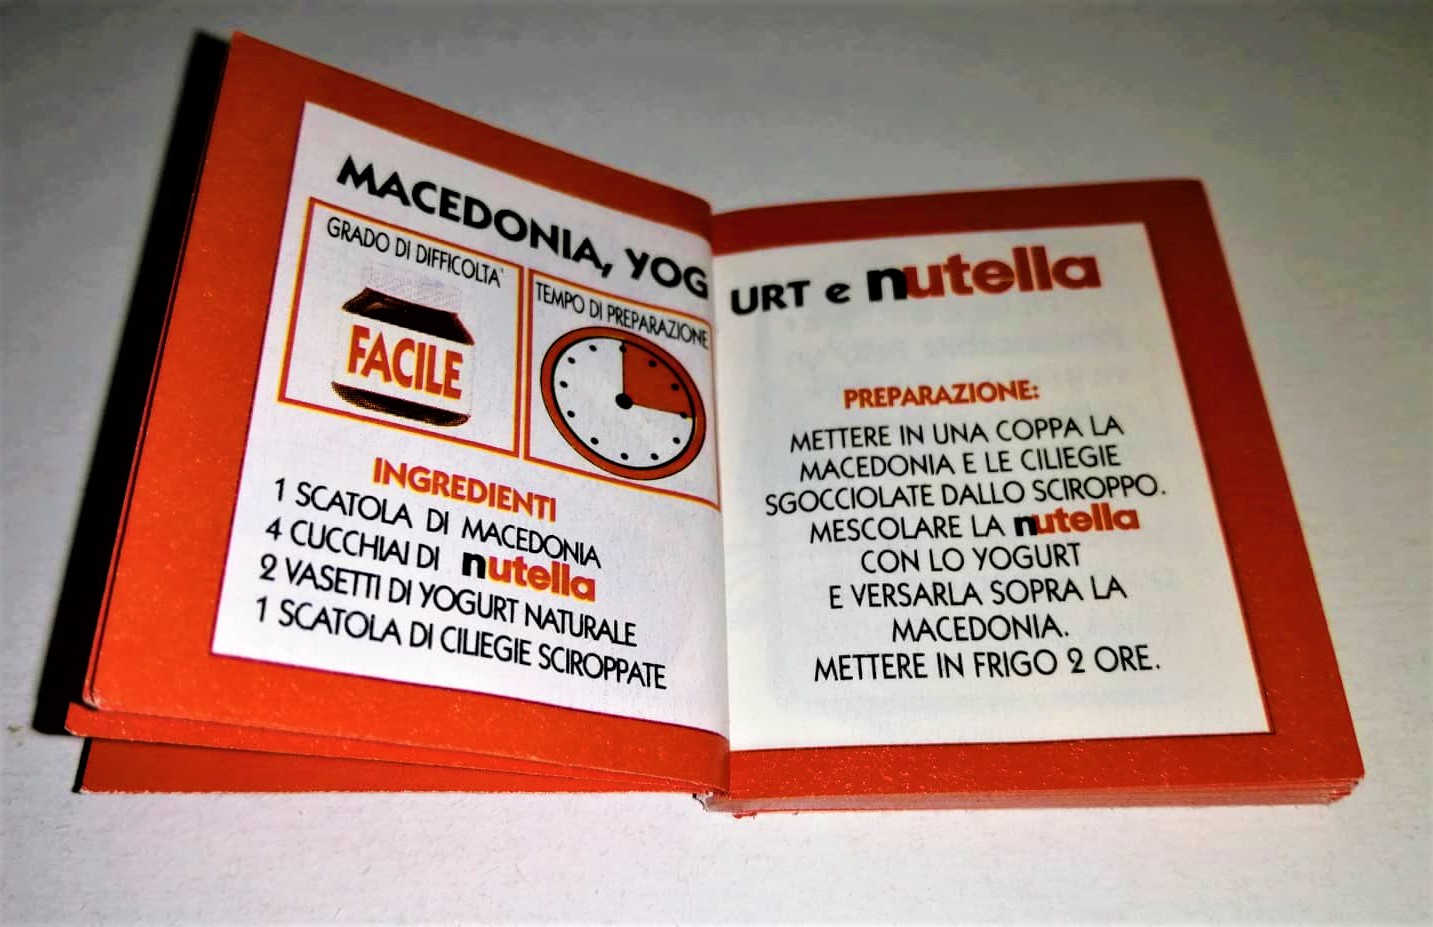 MACEDONIA, YOG
GRADO DI DIFFICOLTA'
FACILE
TEMPO DI PREPARAZIONE
INGREDIENTI
1 SCATOLA DI MACEDONIA
4 CUCCHIAI DI nutella
2 VASETTI DI YOGURT NATURALE
1 SCATOLA DI CILIEGIE SCIROPPATE
URT e nutella
PREPARAZIONE:
METTERE IN UNA COPPA LA
MACEDONIA E LE CILIEGIE
SGOCCIOLATE DALLO SCIROPPO.
MESCOLARE LA nutella
CON LO YOGURT
E VERSARLA SOPRA LA
MACEDONIA.
METTERE IN FRIGO 2 ORE.